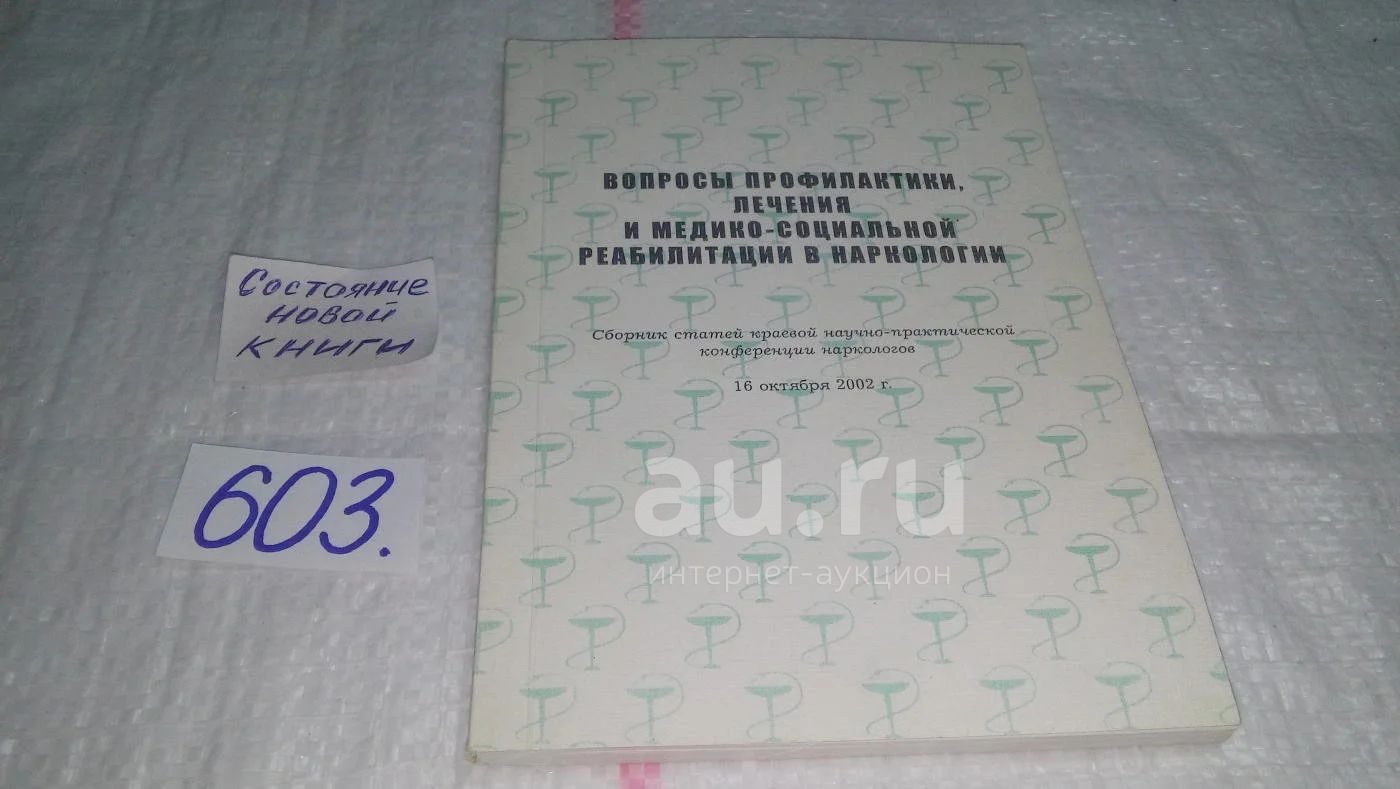 ВОПРОСЫ ПРОФИЛАКТИКИ,
ЛЕЧЕНИЯ
И МЕДИКО-СОЦИАЛЬНОЙ
РЕАБИЛИТАЦИИ В НАРКОЛОГИИ
Сборник статей краевой научно-практической
конференции наркологов
16 октября 2002 г.
Состояние
новой
книги
603.
au.ru
интернет-аукцион